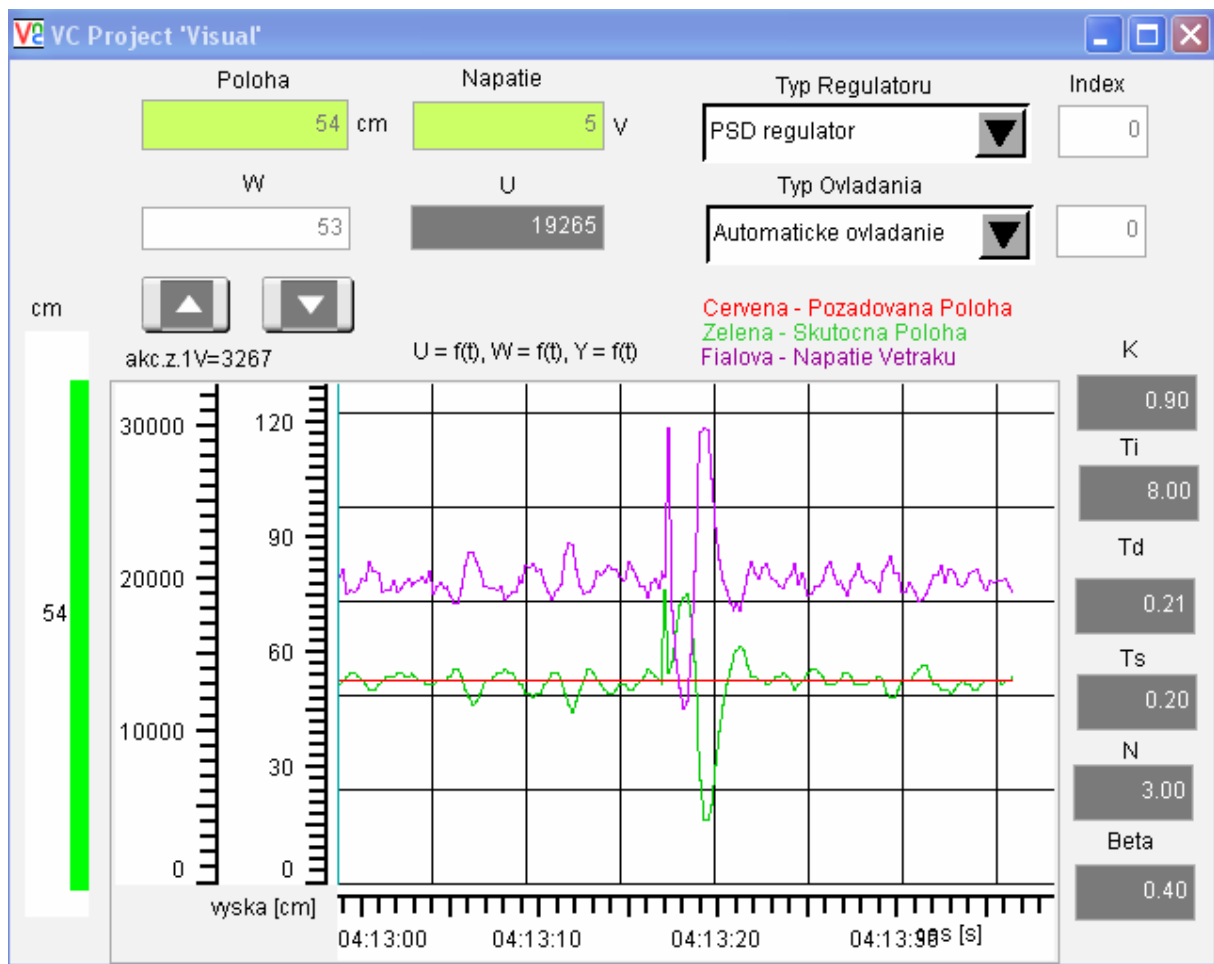 VC Project 'Visual'
Poloha
Napatie
Typ Regulatoru
Index
54 cm
5 V
PSD regulator
0
W
U
Typ Ovladania
53
19265
Automaticke ovladanie
0
cm
Cervena - Pozadovana Poloha
Zelena - Skutocna Poloha
Fialova - Napatie Vetraku
akc.z.1V=3267
U = f(t), W = f(t), Y = f(t)
K
0.90
30000
120
Ti
8.00
90
Td
20000
0.21
54
60
Ts
0.20
10000
30
N
3.00
Beta
0
0
0.40
vyska [cm]
04:13:00
04:13:10
04:13:20
[s]